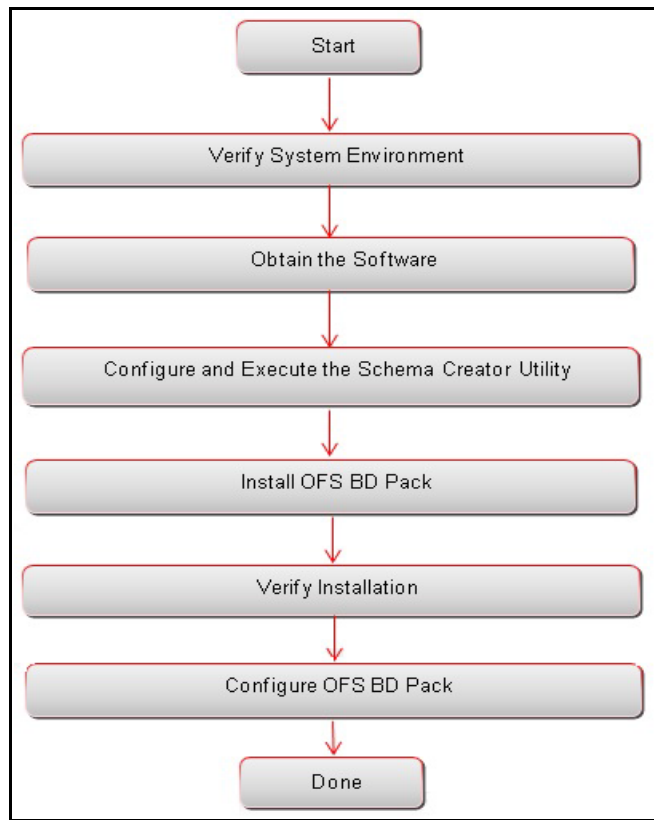 Start
Verify System Environment
Obtain the Software
Configure and Execute the Schema Creator Utility
Install OFS BD Pack
Verify Installation
Configure OFS BD Pack
Done